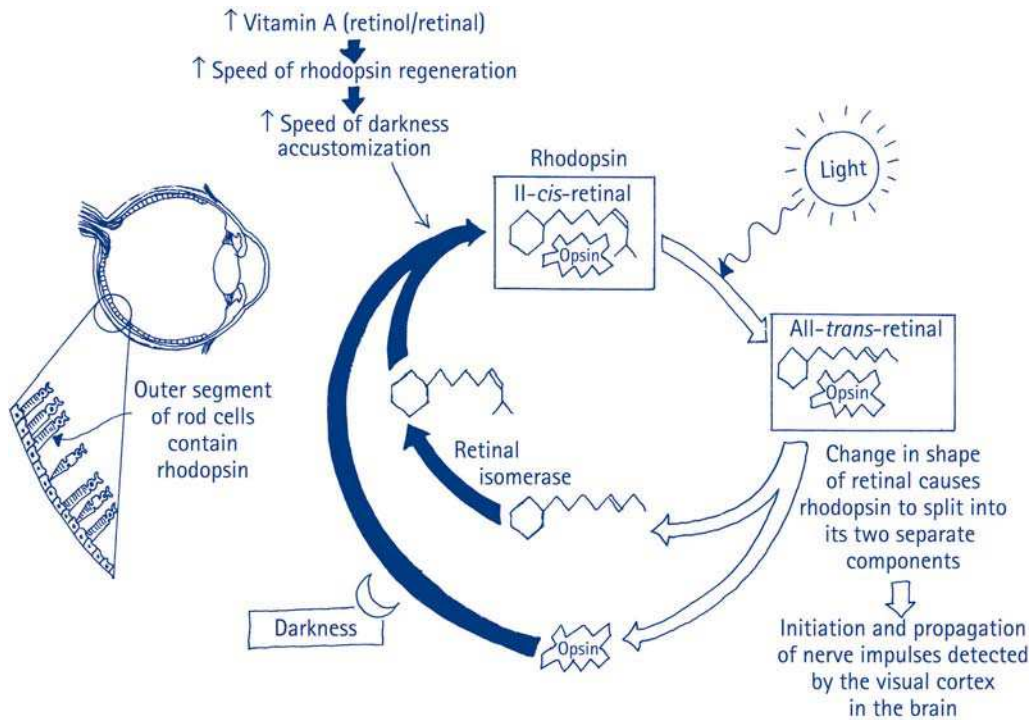 ↑ Vitamin A (retinol/retinal)
↑ Speed of rhodopsin regeneration
↑ Speed of darkness
accustomization
Rhodopsin
II-cis-retinal
Opsin
Light
All-trans-retinal
Opsin
Outer segment
of rod cells
contain
rhodopsin
Retinal
isomerase
Change in shape
of retinal causes
rhodopsin to split into
its two separate
components
Darkness
Opsin
Initiation and propagation
of nerve impulses detected
by the visual cortex
in the brain